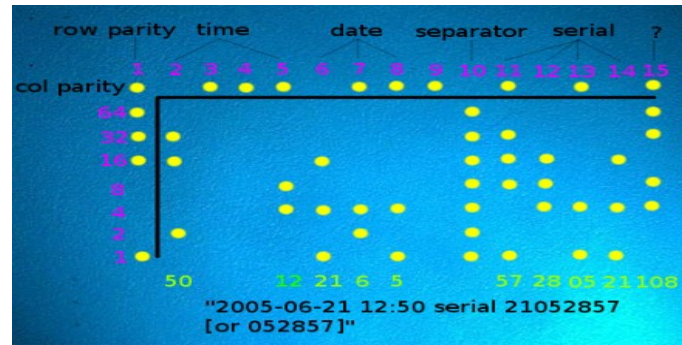 row parity time date separator serial ?
1 2 3 4 5 6 7 8 9 10 11 12 13 14 15
col parity
64
32
16
8
4
2
1
50 12 21 6 5 57 28 05 21 108
"2005-06-21 12:50 serial 21052857
[or 052857]"